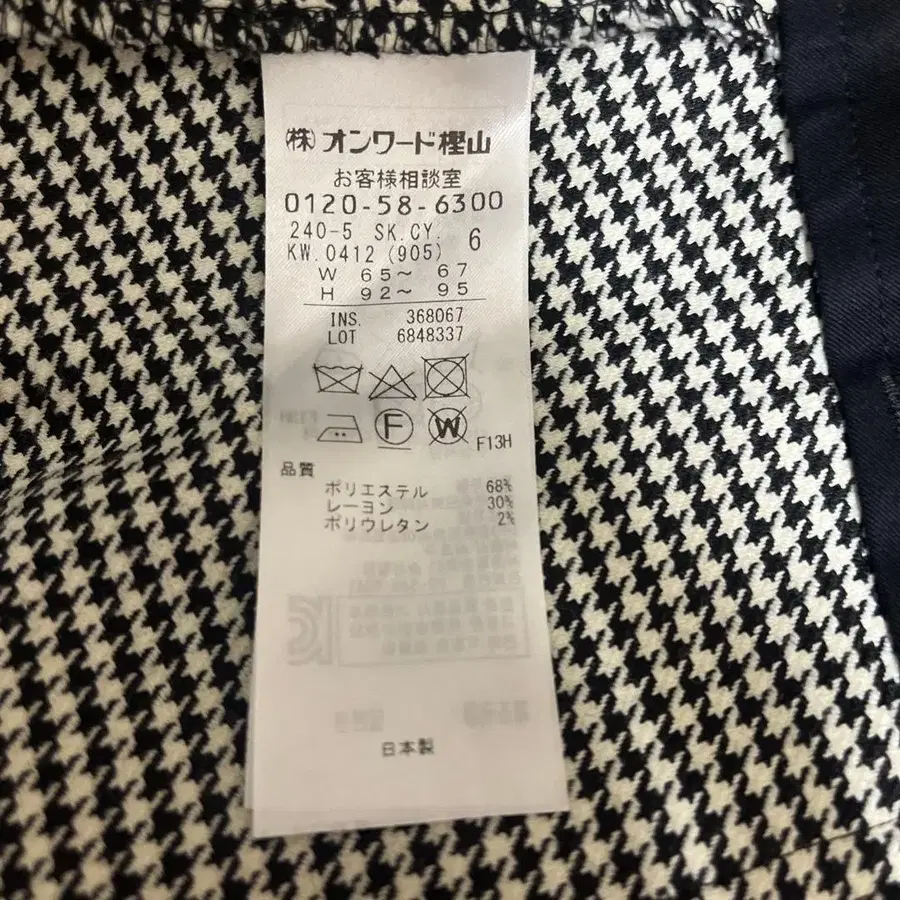 (株) オンワード樫山
お客様相談室
0120-58-6300
240-5 SK.CY. 6
KW.0412 (905)
W 65~ 67
H 92~ 95
INS. 368067
LOT 6848337
F W F13H
品質
ポリエステル 68%
レーヨン 30%
ポリウレタン 2%
日本製